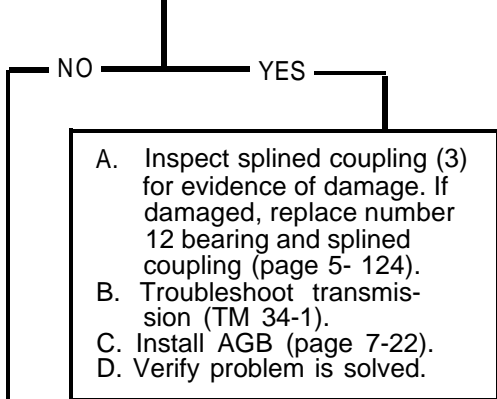 NO YES
A. Inspect splined coupling (3)
for evidence of damage. If
damaged, replace number
12 bearing and splined
coupling (page 5- 124).
B. Troubleshoot transmis-
sion (TM 34-1).
C. Install AGB (page 7-22).
D. Verify problem is solved.